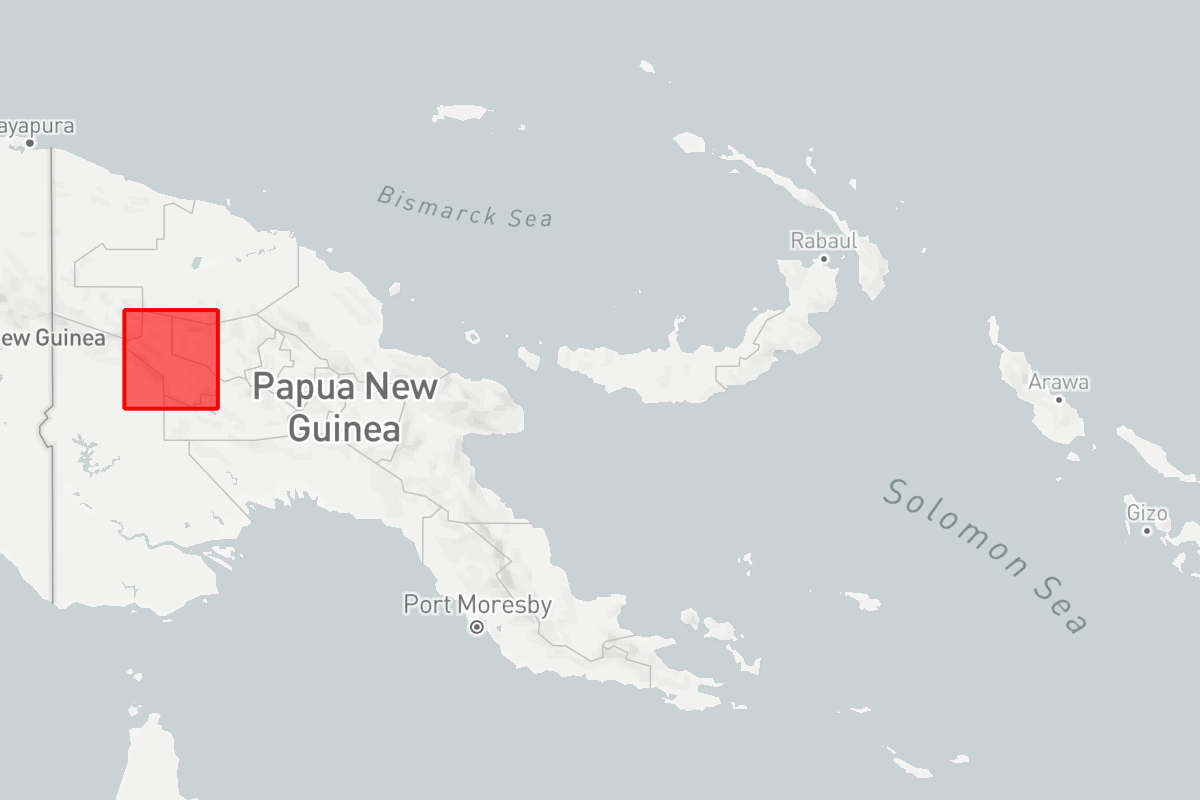 ayapura
Bismarck Sea
Rabaul
ew Guinea
Papua New
Guinea
Arawa
Solomon Sea
Gizo
Port Moresby